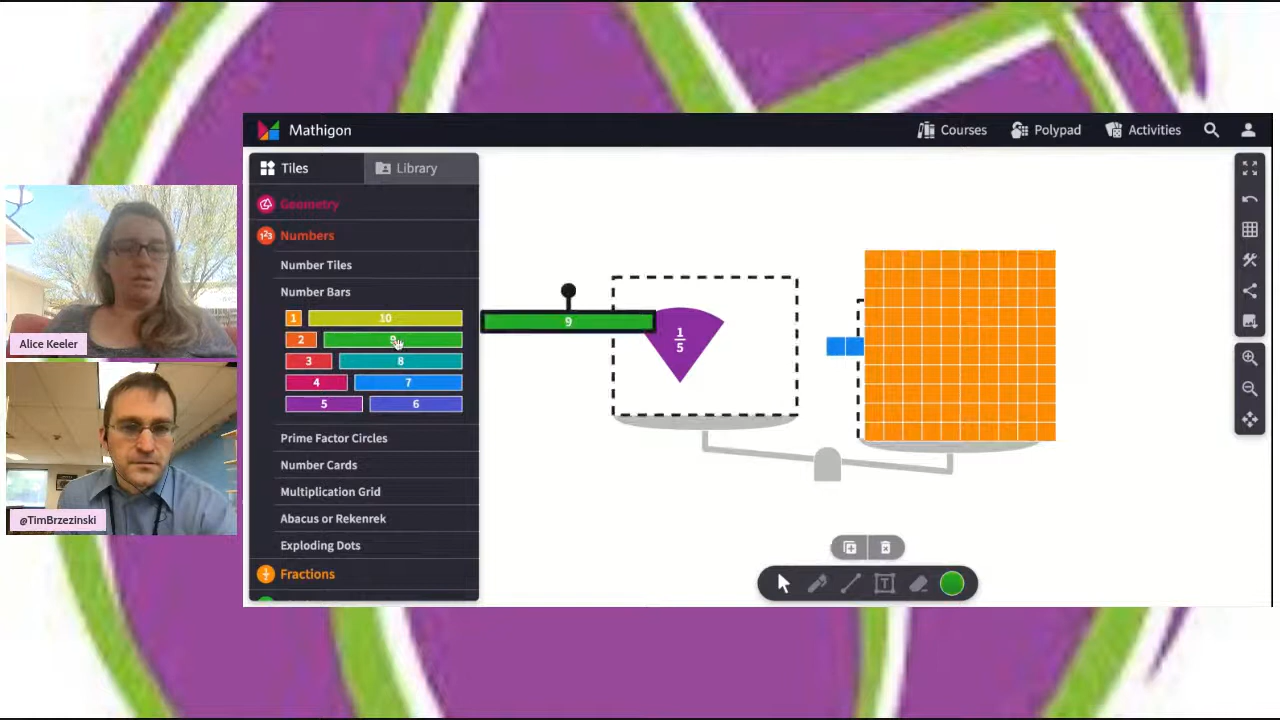 Mathigon
Courses
Polypad
Activities
Tiles
Library
Geometry
Numbers
Number Tiles
Number Bars
1
10
2
9
3
8
4
7
5
6
Prime Factor Circles
Number Cards
Multiplication Grid
Abacus or Rekenrek
Exploding Dots
Fractions
9
1
5
T
Alice Keeler
@TimBrzezinski